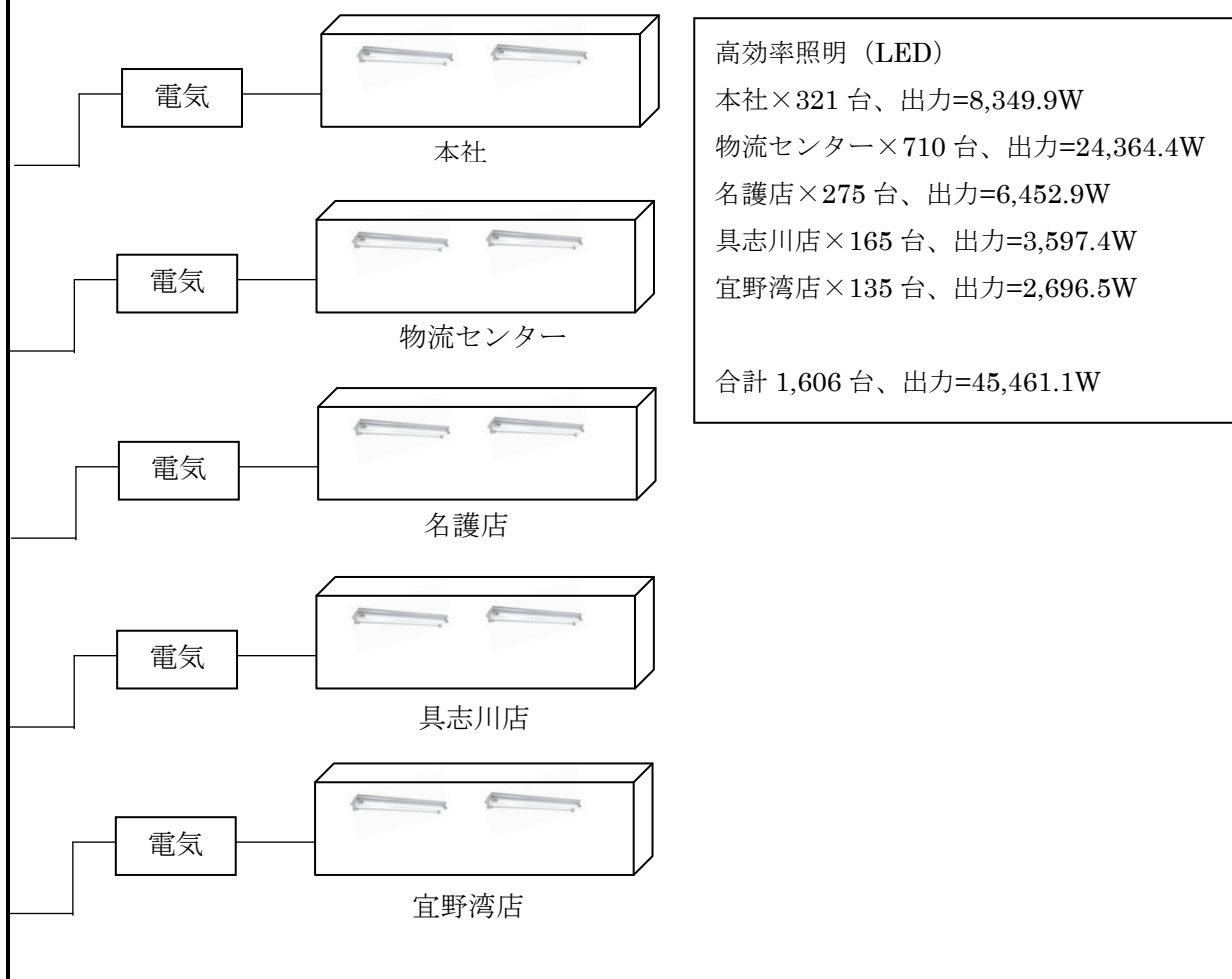 電気
本社
電気
物流センター
電気
名護店
電気
具志川店
電気
宜野湾店
高効率照明（LED）
本社×321 台、出力=8,349.9W
物流センター×710 台、出力=24,364.4W
名護店×275 台、出力=6,452.9W
具志川店×165 台、出力=3,597.4W
宜野湾店×135 台、出力=2,696.5W
合計 1,606 台、出力=45,461.1W